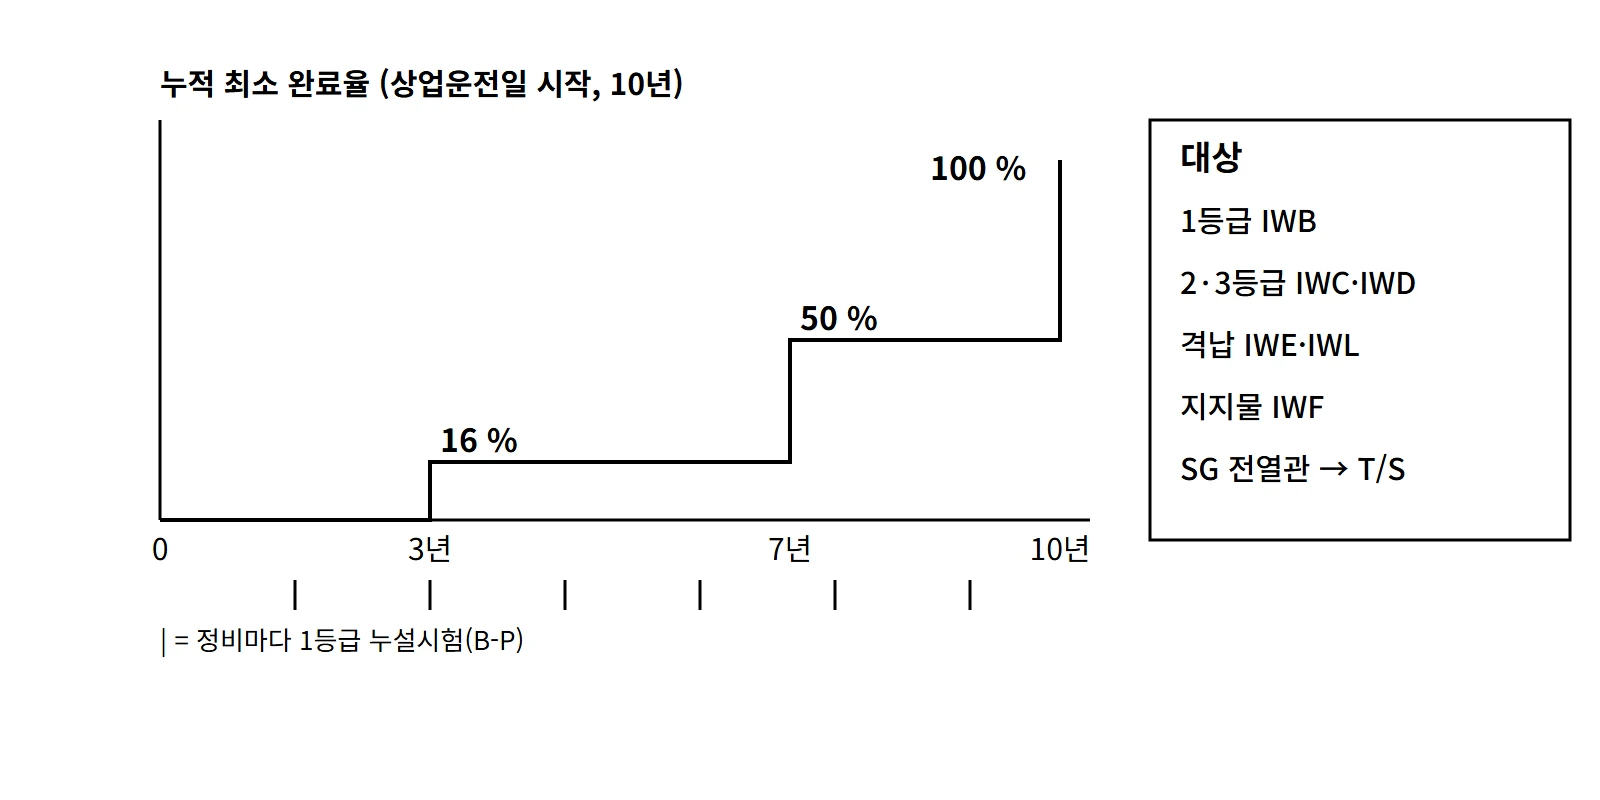 누적 최소 완료율 (상업운전일 시작, 10년)
100 %
50 %
16 %
0
3년
7년
10년
| = 정비마다 1등급 누설시험(B-P)
대상
1등급 IWB
2·3등급 IWC·IWD
격납 IWE·IWL
지지물 IWF
SG 전열관 → T/S